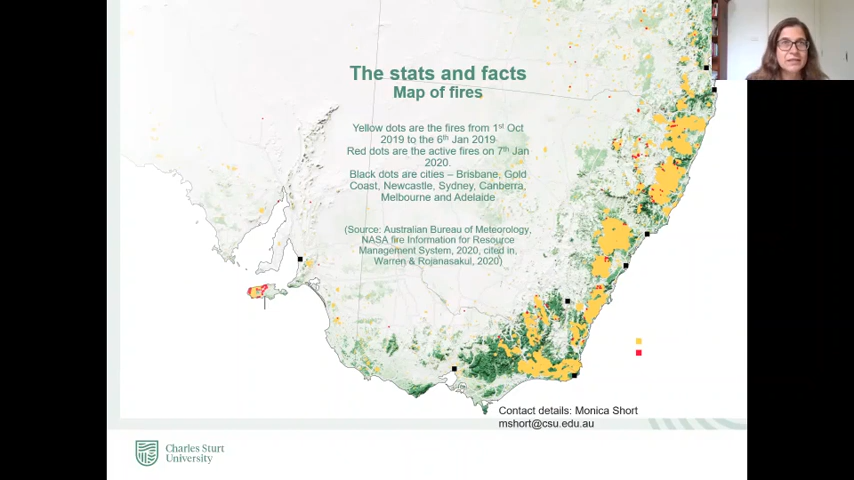 The stats and facts
Map of fires
Yellow dots are the fires from 1st Oct
2019 to the 6th Jan 2019
Red dots are the active fires on 7th Jan
2020.
Black dots are cities – Brisbane, Gold
Coast, Newcastle, Sydney, Canberra,
Melbourne and Adelaide
(Source: Australian Bureau of Meteorology,
NASA fire Information for Resource
Management System, 2020, cited in,
Warren & Rojanasakul, 2020)
Contact details: Monica Short
mshort@csu.edu.au
Charles Sturt
University